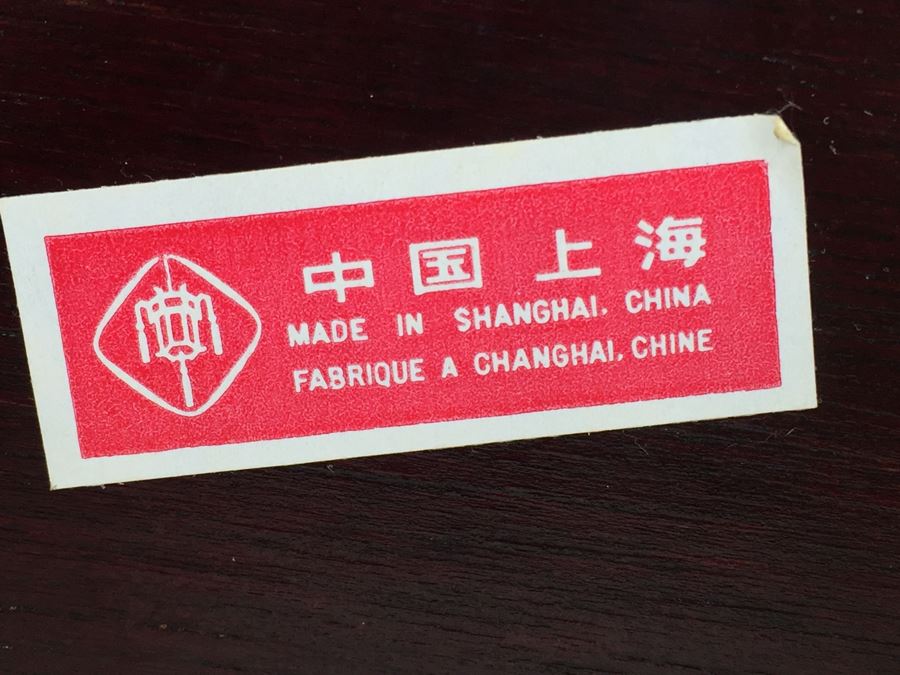 中国上海
MADE IN SHANGHAI. CHINA
FABRIQUE A CHANGHAI. CHINE